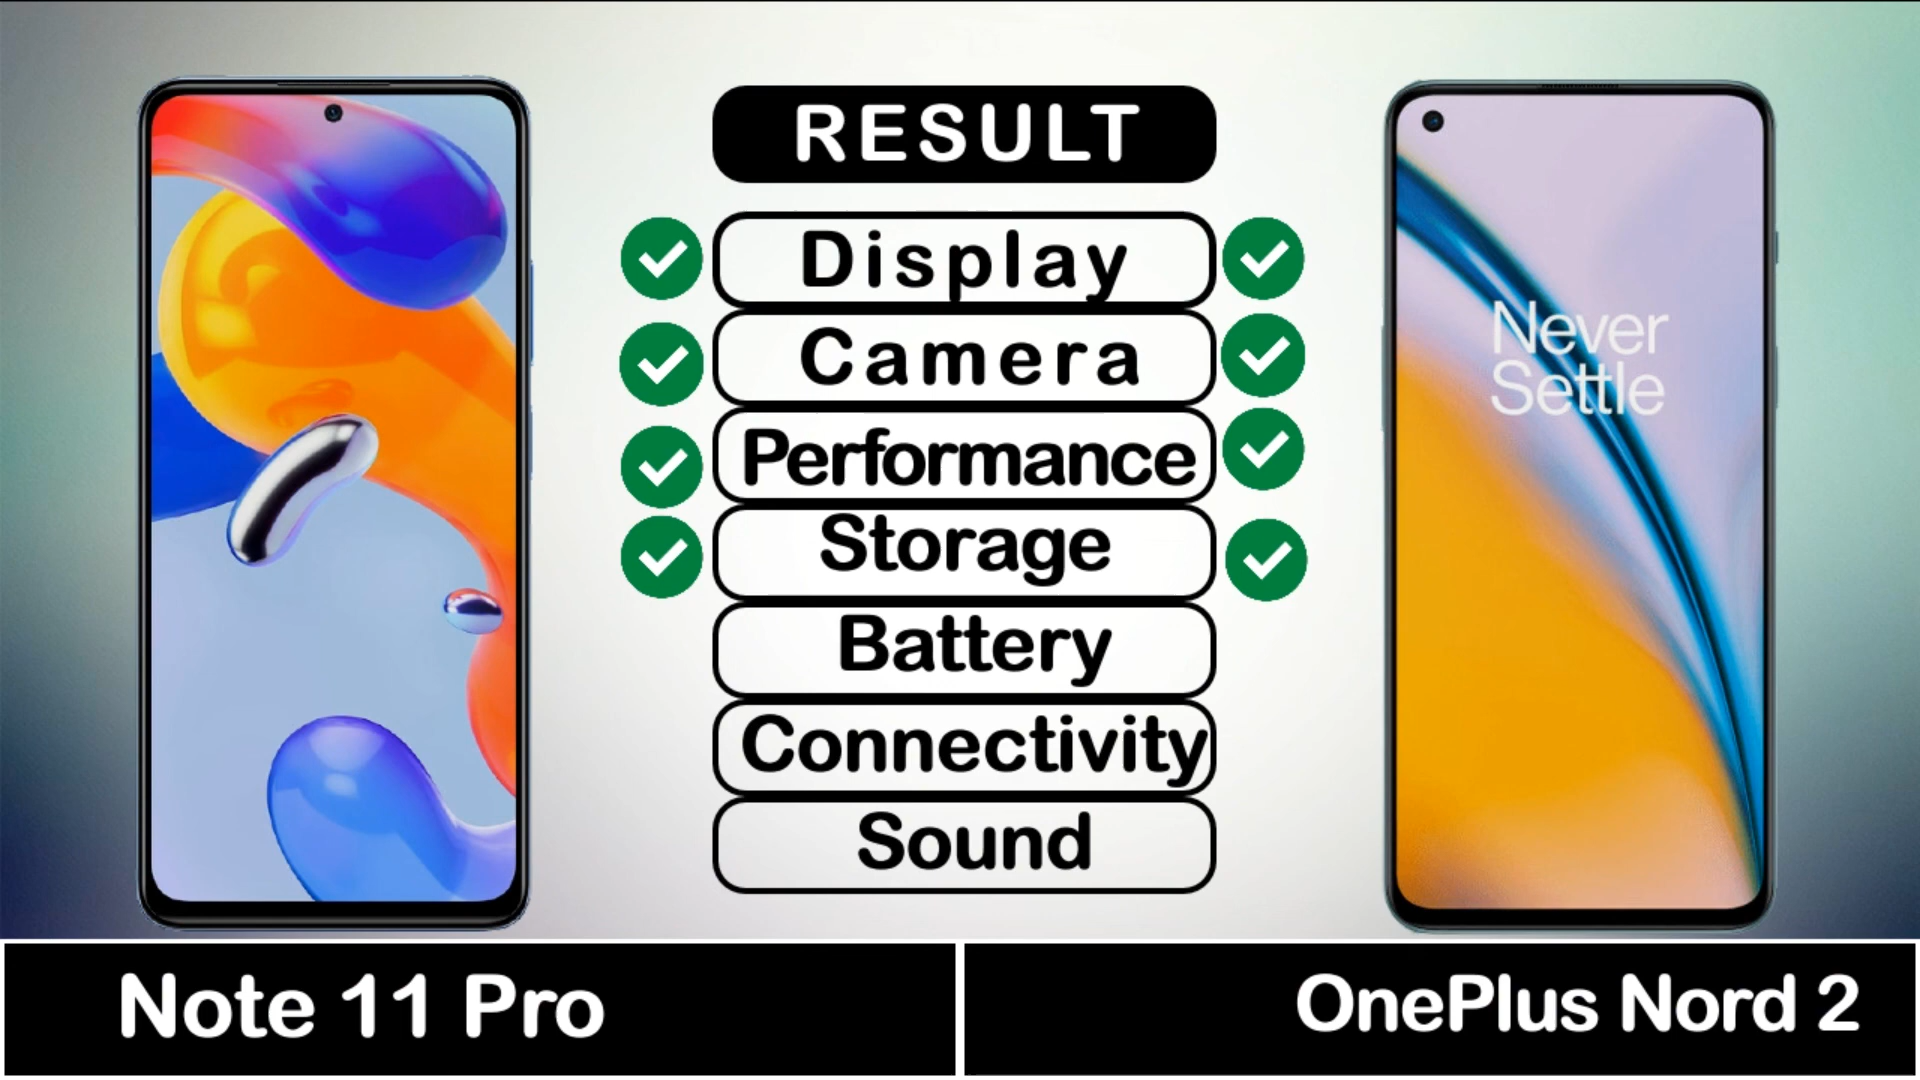 RESULT
Display
Camera
Performance
Storage
Battery
Connectivity
Sound
Never
Settle
Note 11 Pro
OnePlus Nord 2